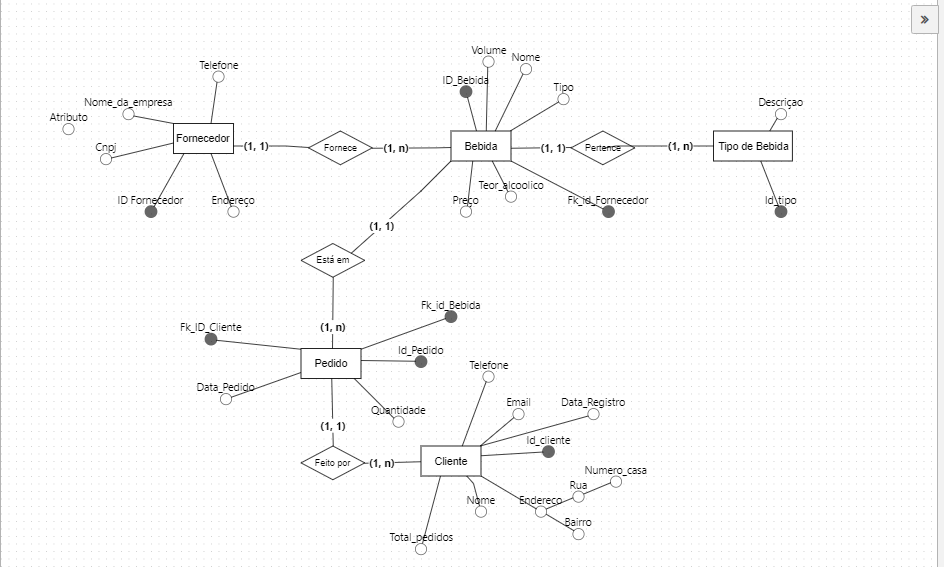 »
Volume
Nome
Telefone
ID_Bebida
Tipo
Nome_da_empresa
Descriçao
Atributo
Fornecedor
(1, 1)
Fornece
(1, n)
Bebida
(1, 1)
Pertence
(1, n)
Tipo de Bebida
Cnpj
Teor_alcoolico
ID Fornecedor
Endereço
Preço
Fk_id_Fornecedor
Id_tipo
(1, 1)
Está em
Fk_id_Bebida
Fk_ID_Cliente
(1, n)
Id_Pedido
Pedido
Telefone
Data_Pedido
Quantidade
Email
Data_Registro
(1, 1)
Id_cliente
Feito por
(1, n)
Cliente
Numero_casa
Rua
Nome
Endereço
Bairro
Total_pedidos